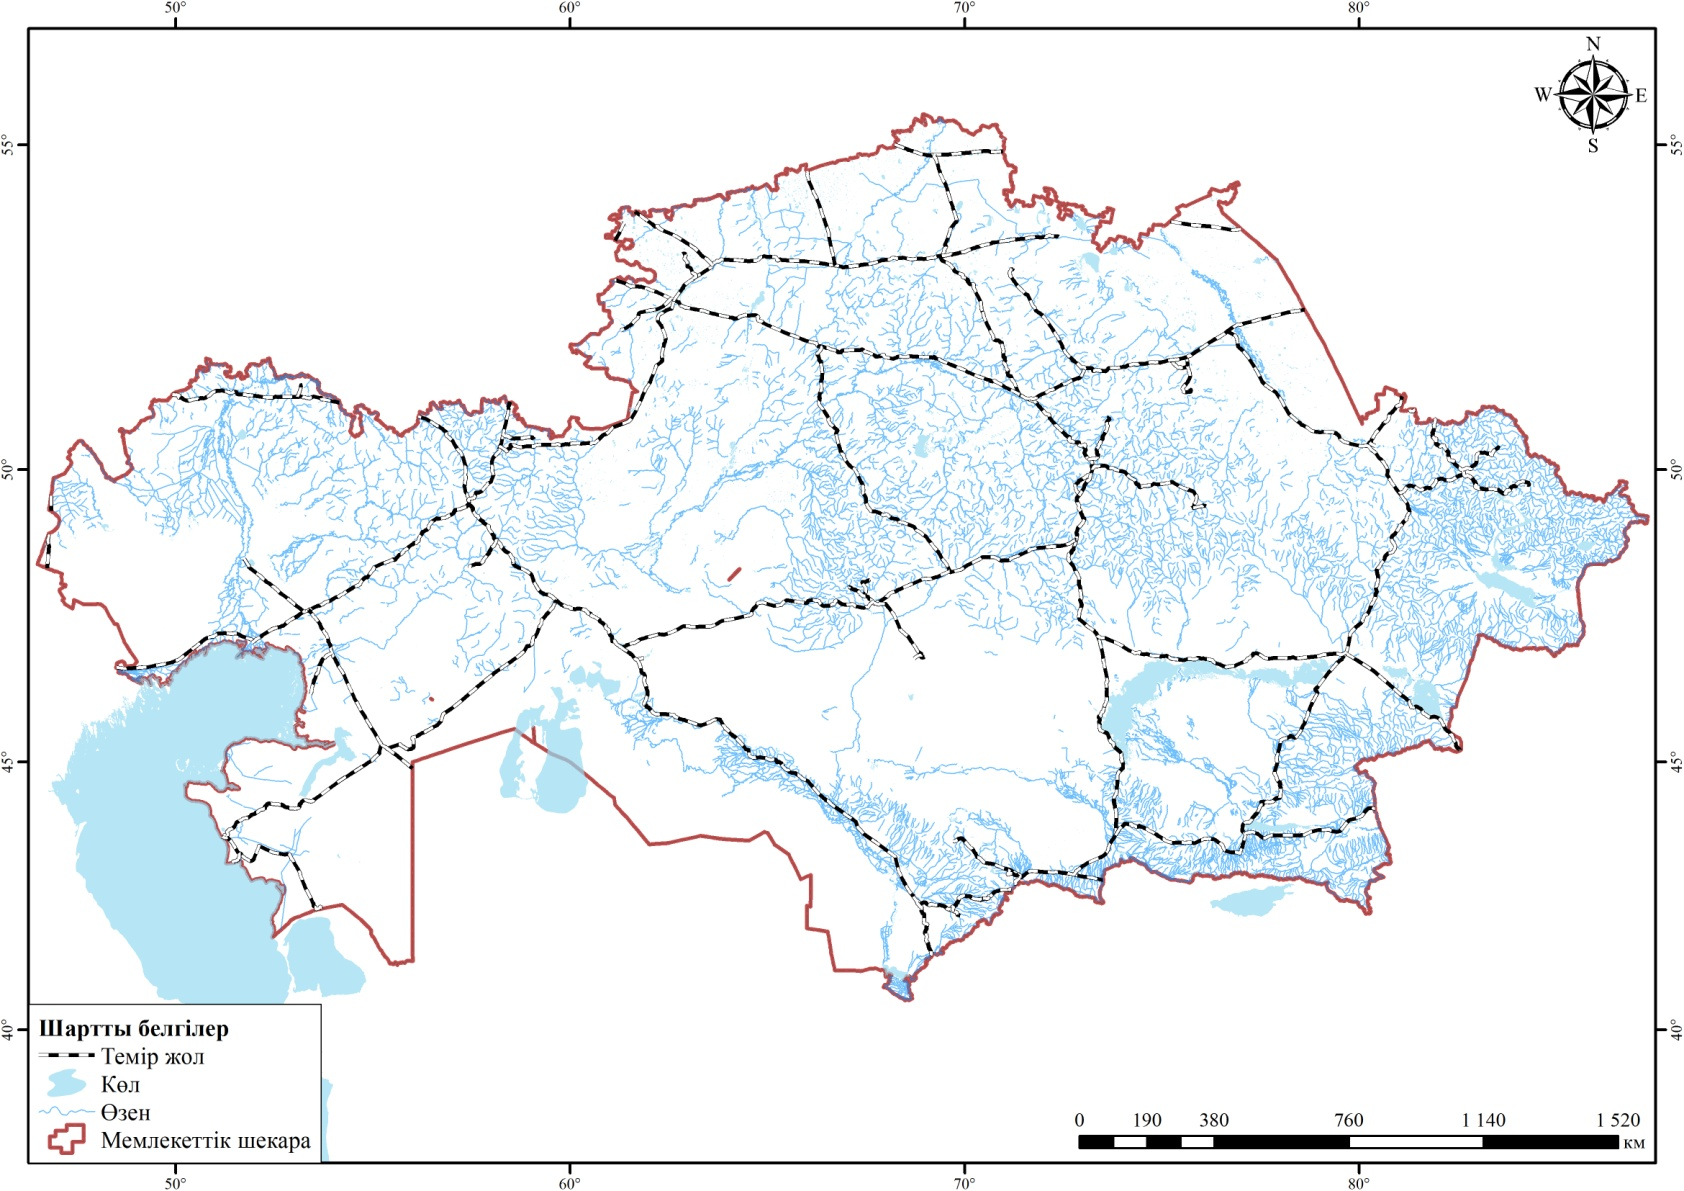 50° 60° 70° 80°
N
W E
S
55° 55°
50° 50°
45° 45°
40° 40°
Шартты белгілер
Темір жол
Көл
Өзен
Мемлекеттік шекара
0 190 380 760 1 140 1 520
км
50° 60° 70° 80°